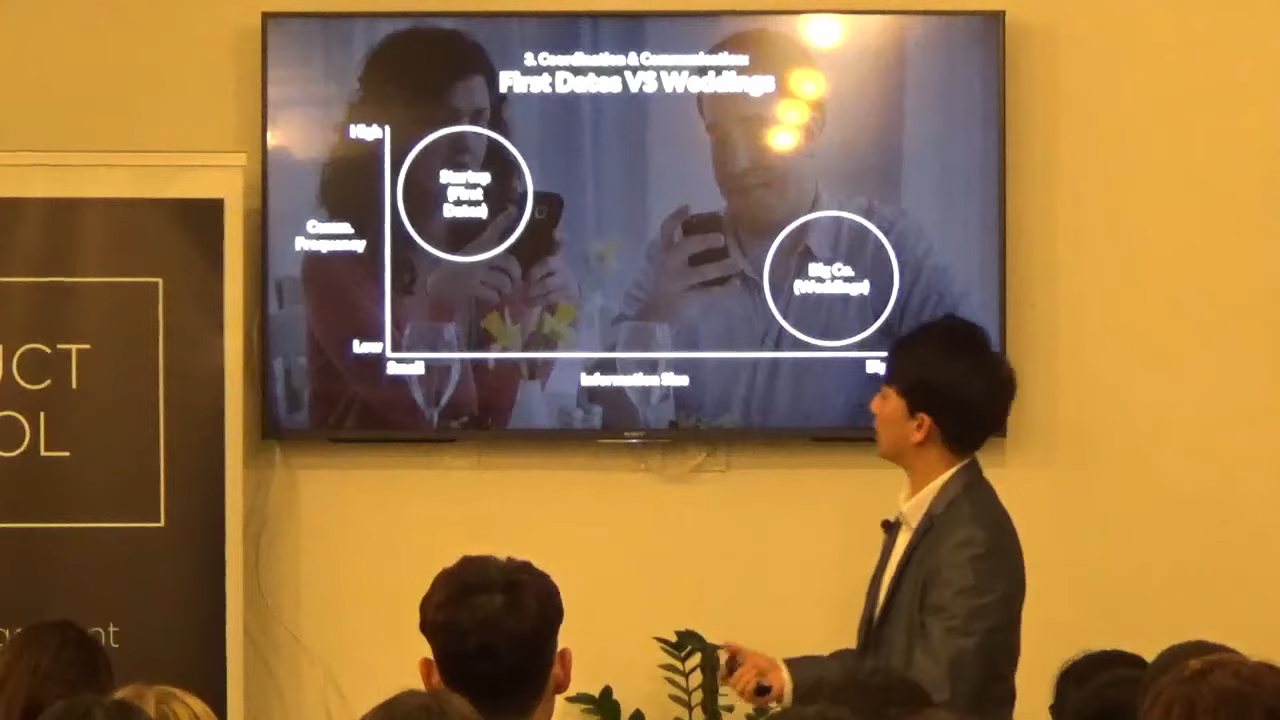 3. Coordination & Communication:
First Dates VS Weddings
High
Startup
(First
Dates)
Comm.
Frequency
Big Co.
(Weddings)
Low
Small
Information Size
SONY
UCT
OL